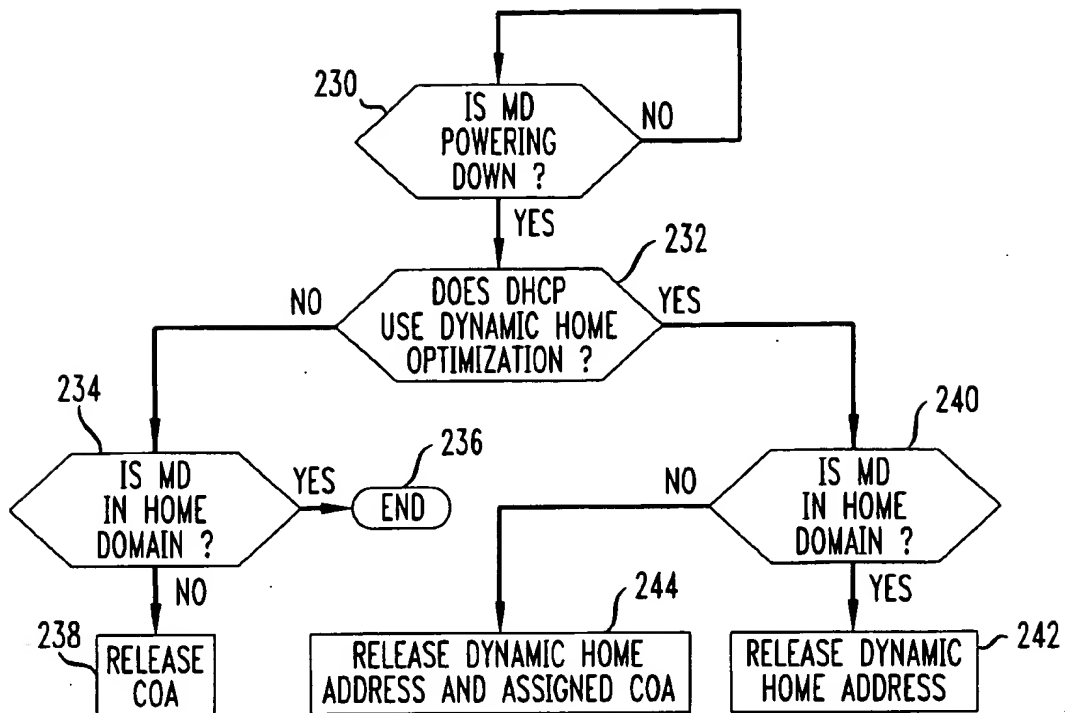 230
IS MD
POWERING
DOWN ?
NO
YES
232
DOES DHCP
USE DYNAMIC HOME
OPTIMIZATION ?
NO
YES
234
IS MD
IN HOME
DOMAIN ?
YES
236
END
NO
238
RELEASE
COA
240
IS MD
IN HOME
DOMAIN ?
NO
YES
244
RELEASE DYNAMIC HOME
ADDRESS AND ASSIGNED COA
242
RELEASE DYNAMIC
HOME ADDRESS